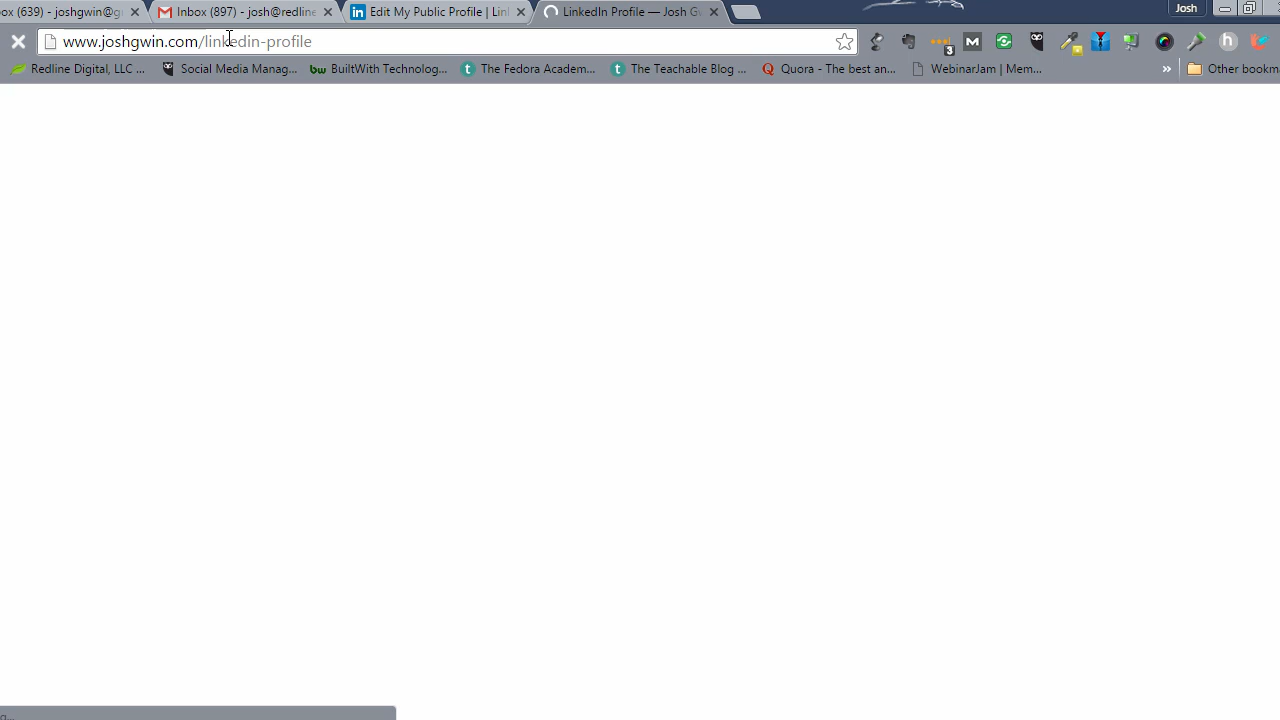 ox (639) - joshgwin@g Inbox (897) - josh@redline Edit My Public Profile | Lin LinkedIn Profile — Josh G Josh
www.joshgwin.com/linkedin-profile 3 M h
Redline Digital, LLC ... Social Media Manag... bw BuiltWith Technolog... t The Fedora Academ... t The Teachable Blog ... Q Quora - The best an... WebinarJam | Mem... » Other bookm